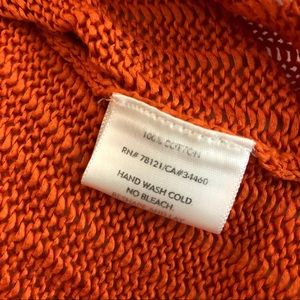 100% COTTON
RN# 78121/CA#34460
HAND WASH COLD
NO BLEACH.